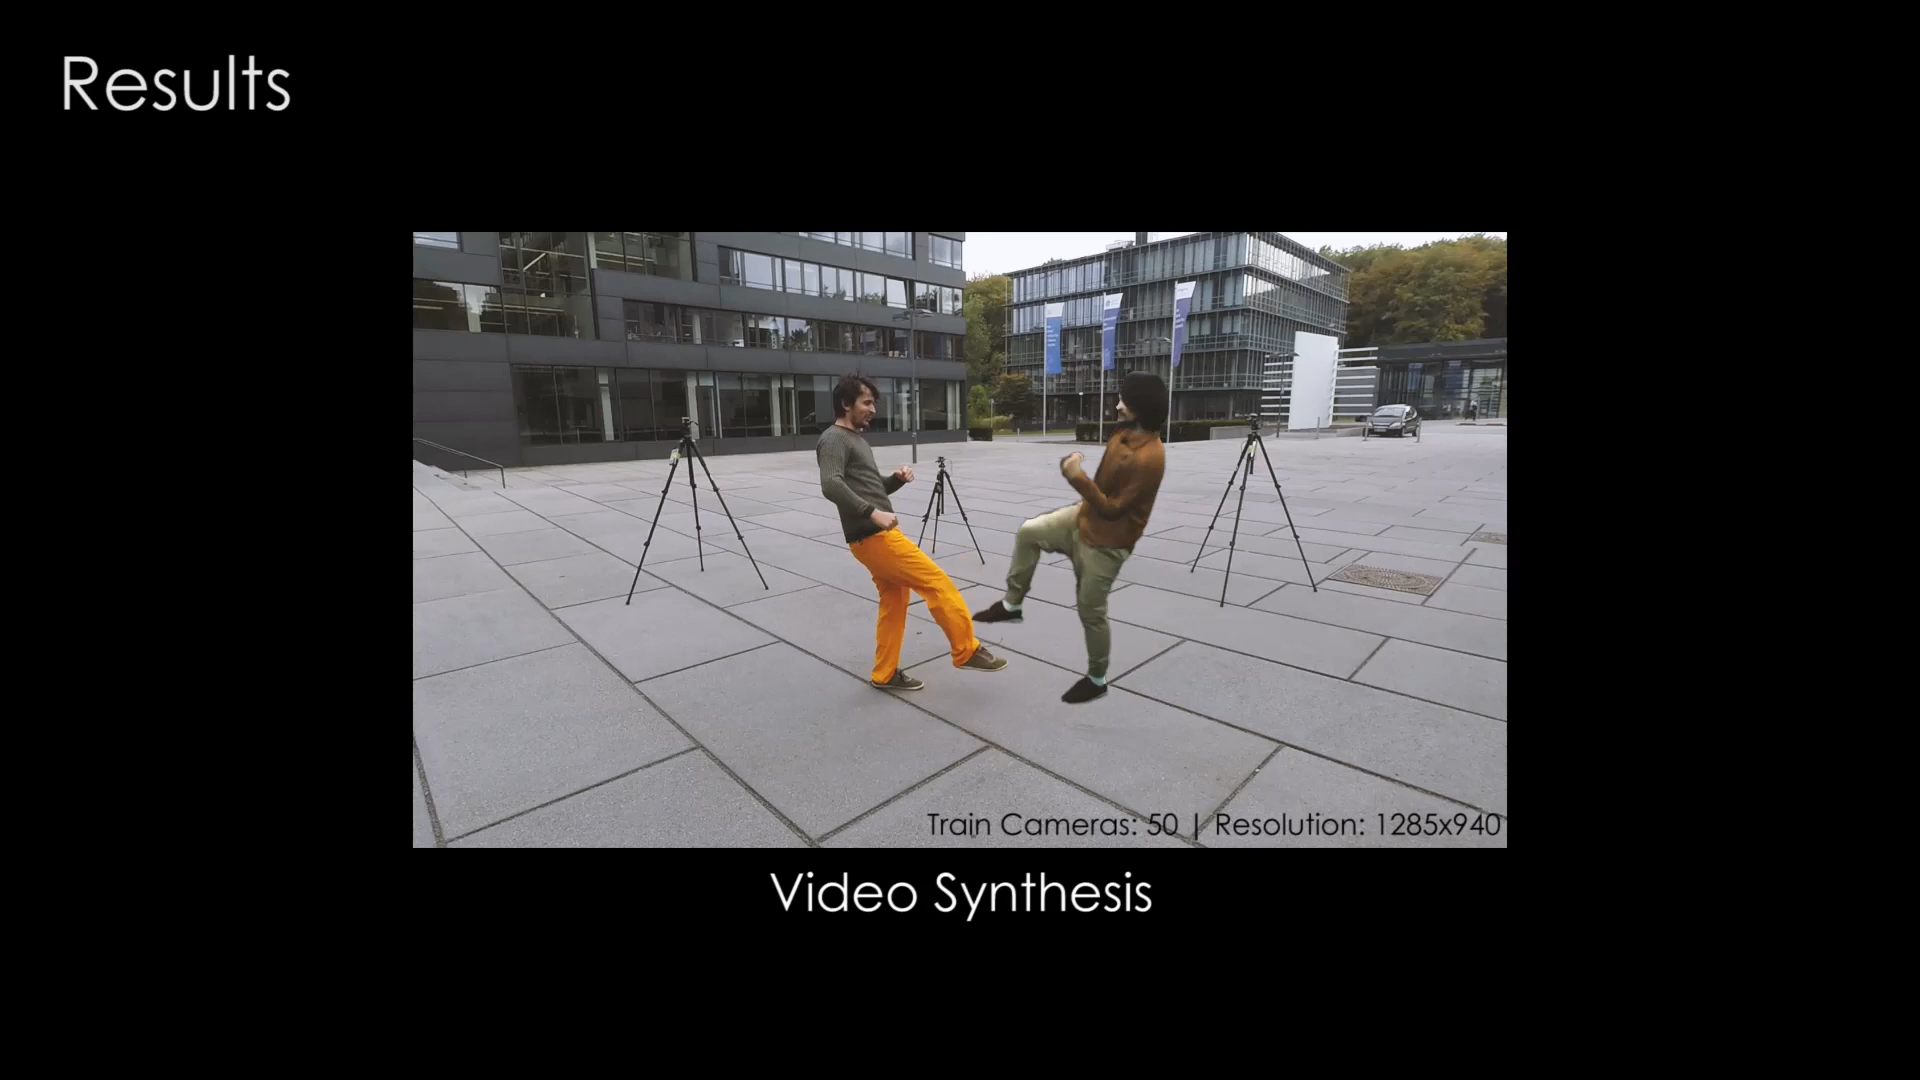 Results
Train Cameras: 50 | Resolution: 1285x940
Video Synthesis